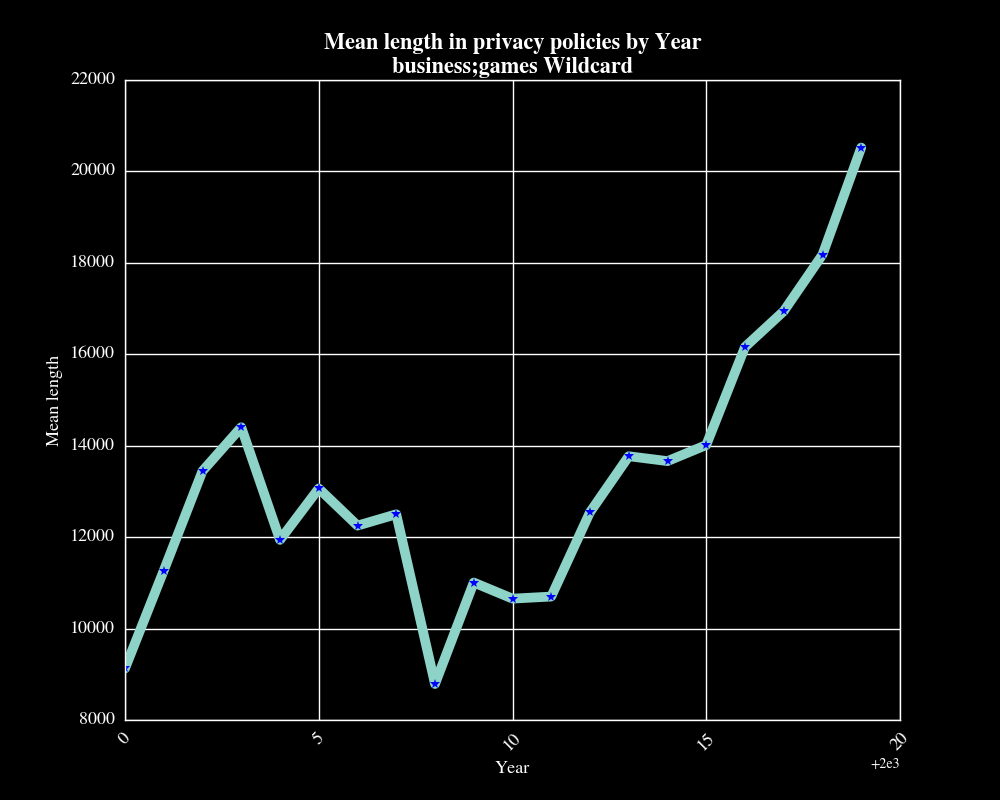 Mean length in privacy policies by Year
business;games Wildcard
22000
20000
18000
16000
14000
12000
10000
8000
Mean length
0
5
10
15
20
Year
+2e3